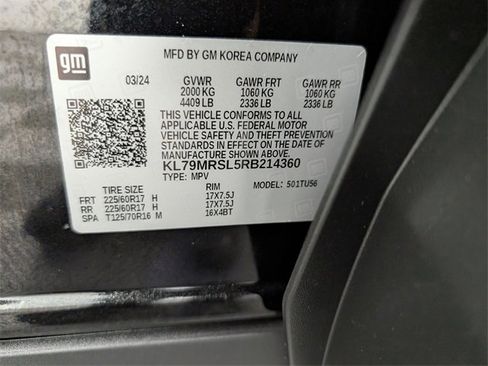 gm
MFD BY GM KOREA COMPANY
03/24 GVWR GAWR FRT GAWR RR
2000 KG 1060 KG 1060 KG
4409 LB 2336 LB 2336 LB
THIS VEHICLE CONFORMS TO ALL
APPLICABLE U.S. FEDERAL MOTOR
VEHICLE SAFETY AND THEFT PREVENTION
STANDARDS IN EFFECT ON THE DATE OF
MANUFACTURE SHOWN ABOVE.
KL79MRSL5RB214360
TYPE: MPV MODEL: 501TU56
TIRE SIZE RIM
FRT 225/60R17 H 17X7.5J
RR 225/60R17 H 17X7.5J
SPA T125/70R16 M 16X4BT